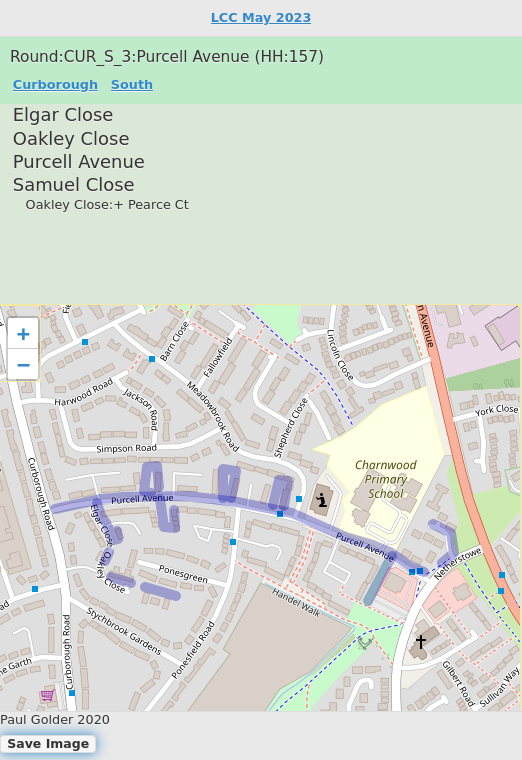 LCC May 2023
Round:CUR_S_3:Purcell Avenue (HH:157)
Curborough South
Elgar Close
Oakley Close
Purcell Avenue
Samuel Close
Oakley Close:+ Pearce Ct
+
−
Barn Close
Fallowfield
Lincoln Close
n Avenue
Harwood Road
Jackson Road
Meadowbrook Road
Shepherd Close
York Close
Simpson Road
Charnwood
Primary
School
Curborough Road
Purcell Avenue
Elgar Close
Purcell Avenue
Netherstowe
Oakley
Close
Ponesgreen
Handel Walk
Stychbrook Gardens
Ponesfield Road
Curborough Road
ne Garth
Gilbert Road
Sullivan Way
Paul Golder 2020
Save Image